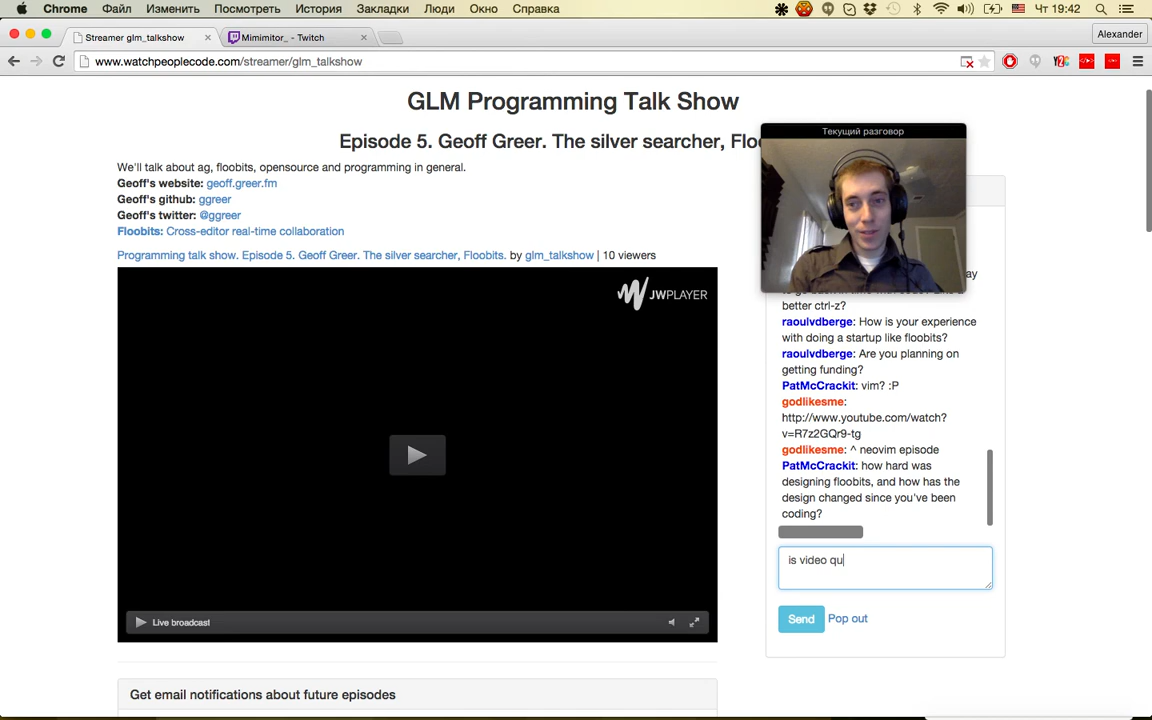 Chrome Файл Изменить Посмотреть История Закладки Люди Окно Справка Чт 19:42
Streamer glm_talkshow Mimimitor_ - Twitch Alexander
www.watchpeoplecode.com/streamer/glm_talkshow
GLM Programming Talk Show
Episode 5. Geoff Greer. The silver searcher, Floo
Текущий разговор
We'll talk about ag, floobits, opensource and programming in general.
Geoff's website: geoff.greer.fm
Geoff's github: ggreer
Geoff's twitter: @ggreer
Floobits: Cross-editor real-time collaboration
Programming talk show. Episode 5. Geoff Greer. The silver searcher, Floobits. by glm_talkshow | 10 viewers
JWPLAYER
Live broadcast
Get email notifications about future episodes
better ctrl-z?
raoulvdberge: How is your experience
with doing a startup like floobits?
raoulvdberge: Are you planning on
getting funding?
PatMcCrackit: vim? :P
godlikesme:
http://www.youtube.com/watch?
v=R7z2GQr9-tg
godlikesme: ^ neovim episode
PatMcCrackit: how hard was
designing floobits, and how has the
design changed since you've been
coding?
is video qu
Send Pop out